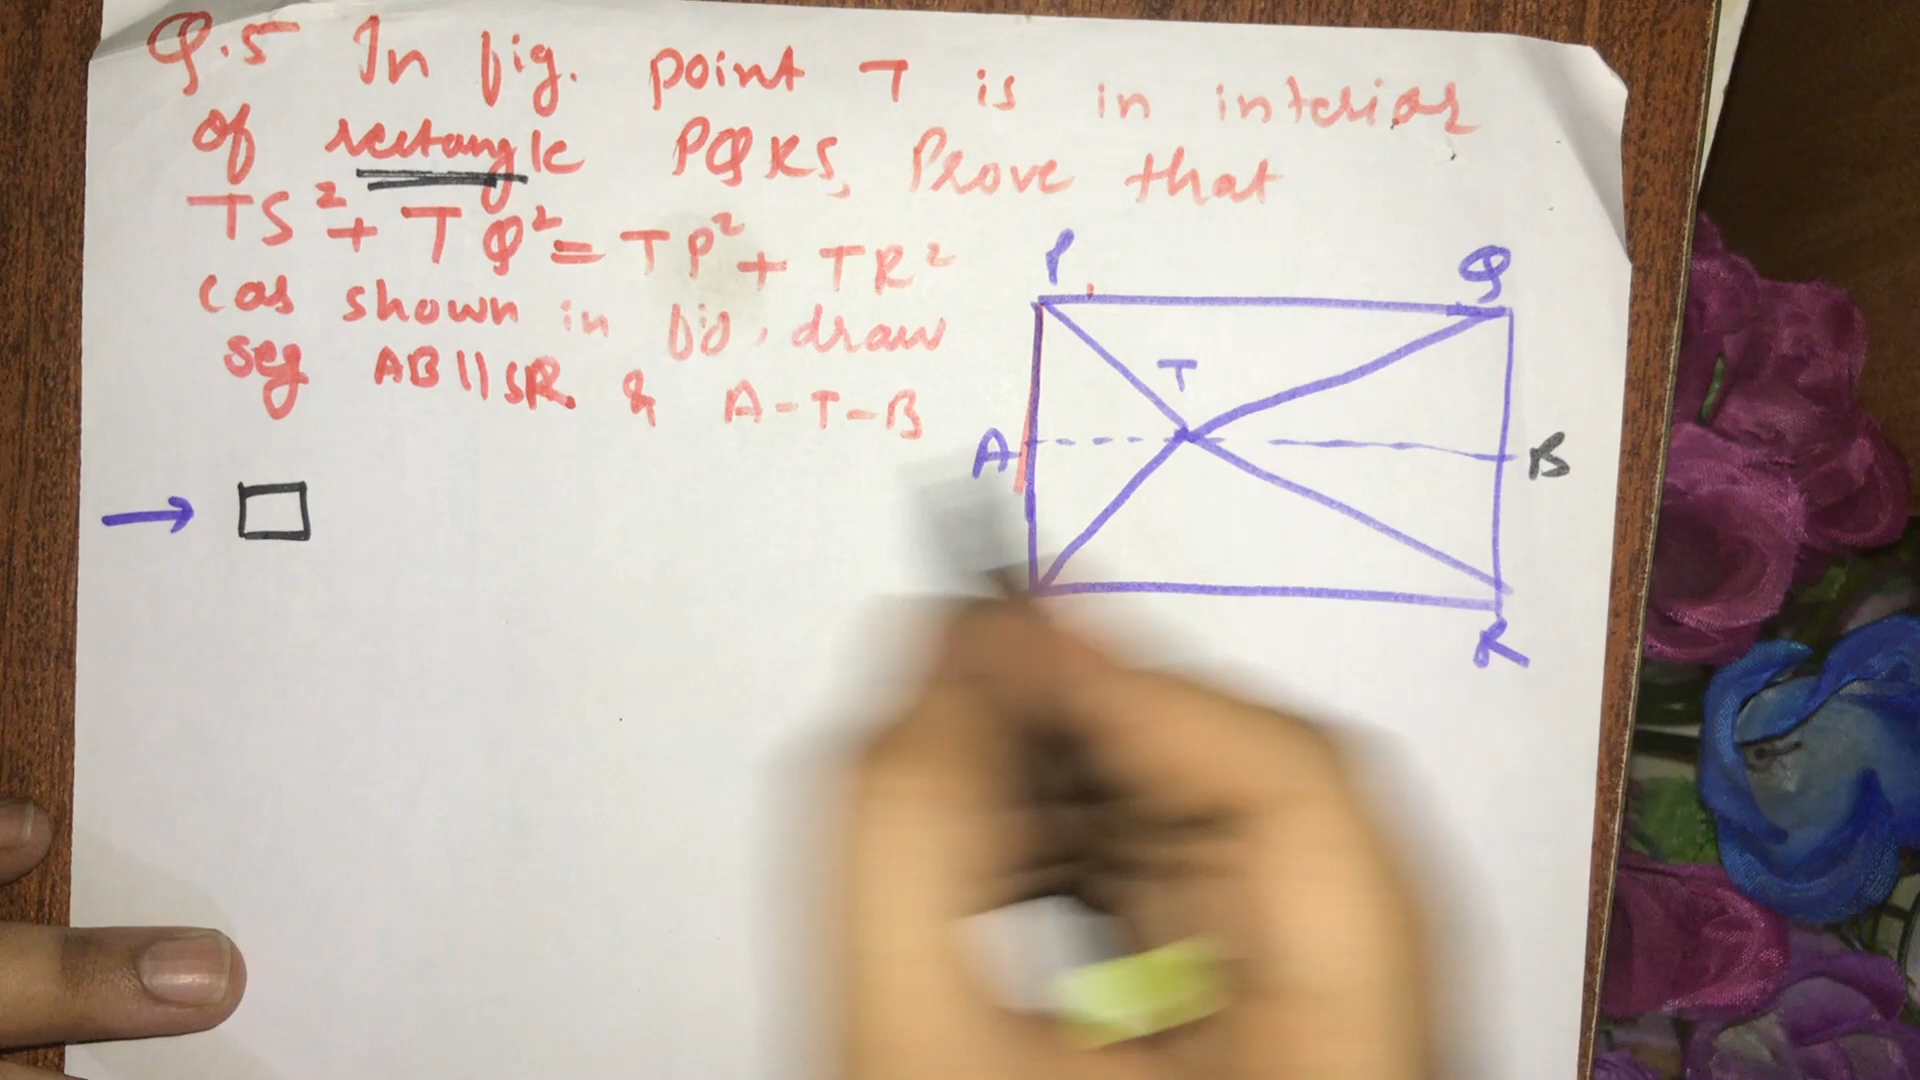 Q.5 In fig. point T is in interior
of rectangle PQRS, Prove that
TS² + TQ² = TP² + TR²
(as shown in fig, draw
seg AB || SR & A-T-B
P
Q
T
A
B
R